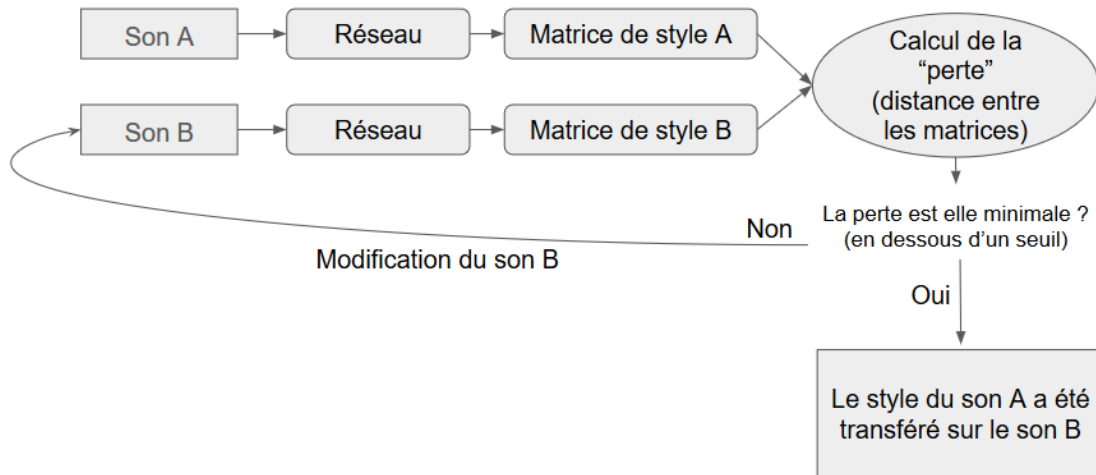 Son A
Réseau
Matrice de style A
Calcul de la
“perte”
(distance entre
les matrices)
Son B
Réseau
Matrice de style B
La perte est elle minimale ?
(en dessous d’un seuil)
Non
Modification du son B
Oui
Le style du son A a été
transféré sur le son B